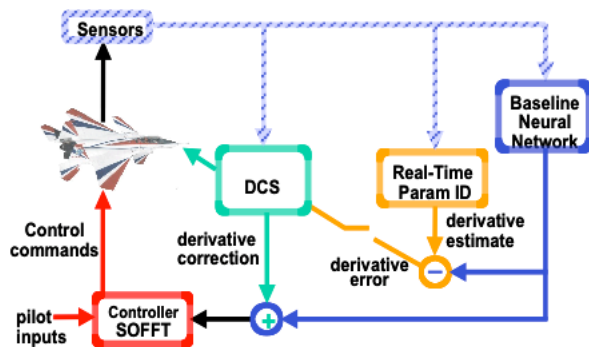 Sensors
Baseline
Neural
Network
DCS
Real-Time
Param ID
Control
commands
derivative
correction
derivative
estimate
derivative
error
−
+
pilot
inputs
Controller
SOFFT